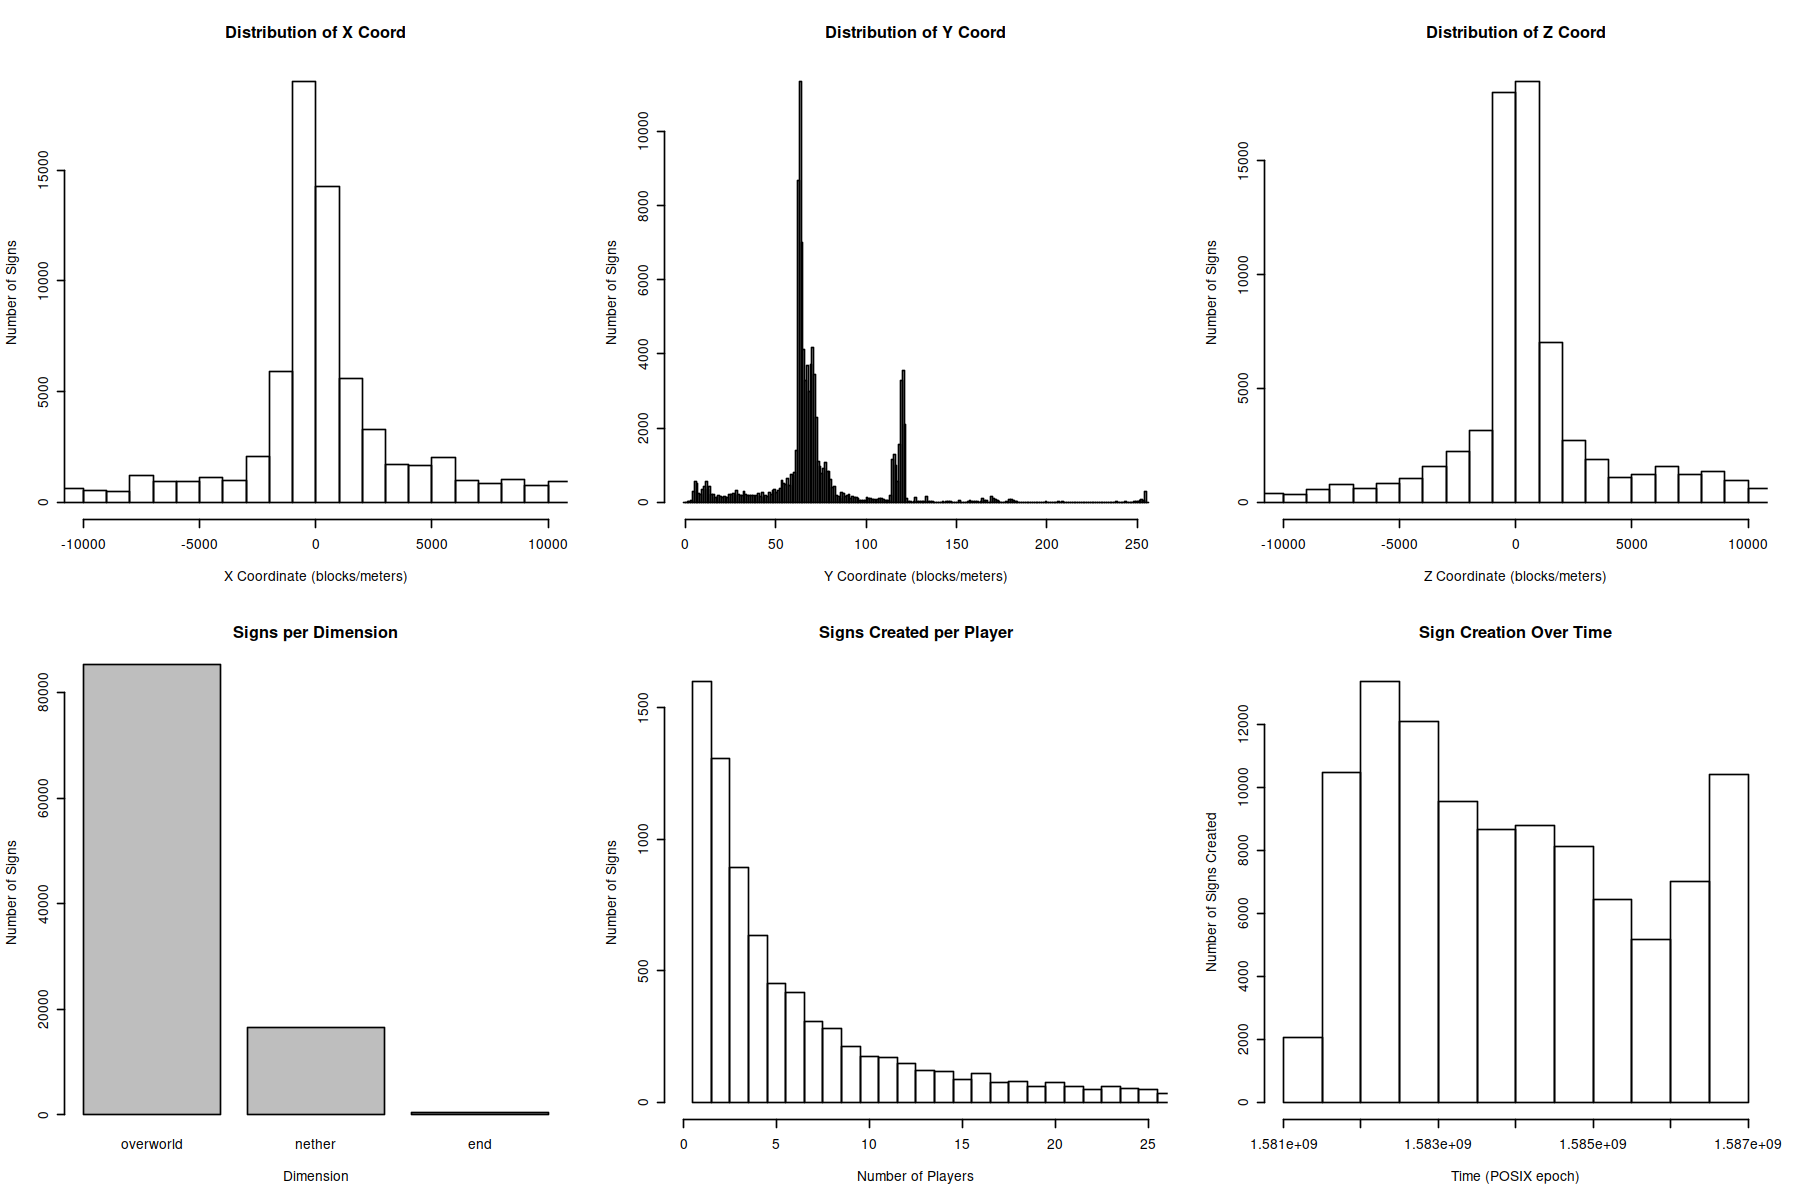 Distribution of X Coord
Number of Signs
0
5000
10000
15000
-10000
-5000
0
5000
10000
X Coordinate (blocks/meters)
Distribution of Y Coord
Number of Signs
0
2000
4000
6000
8000
10000
0
50
100
150
200
250
Y Coordinate (blocks/meters)
Distribution of Z Coord
Number of Signs
0
5000
10000
15000
-10000
-5000
0
5000
10000
Z Coordinate (blocks/meters)
Signs per Dimension
Number of Signs
0
20000
40000
60000
80000
overworld
nether
end
Dimension
Signs Created per Player
Number of Signs
0
500
1000
1500
0
5
10
15
20
25
Number of Players
Sign Creation Over Time
Number of Signs Created
0
2000
4000
6000
8000
10000
12000
1.581e+09
1.583e+09
1.585e+09
1.587e+09
Time (POSIX epoch)